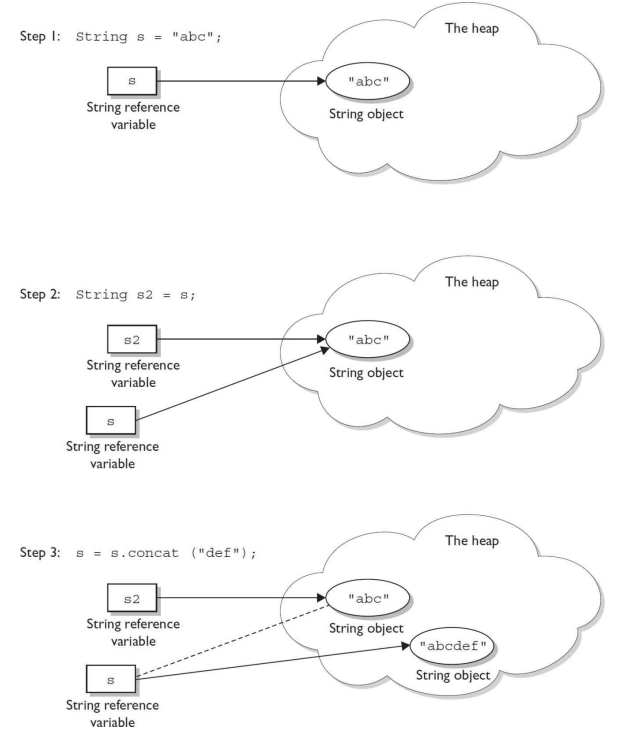 The heap
Step 1: String s = "abc";
s
"abc"
String reference
variable
String object
The heap
Step 2: String s2 = s;
s2
"abc"
String reference
variable
String object
s
String reference
variable
The heap
Step 3: s = s.concat ("def");
s2
"abc"
String reference
variable
String object
"abcdef"
s
String object
String reference
variable